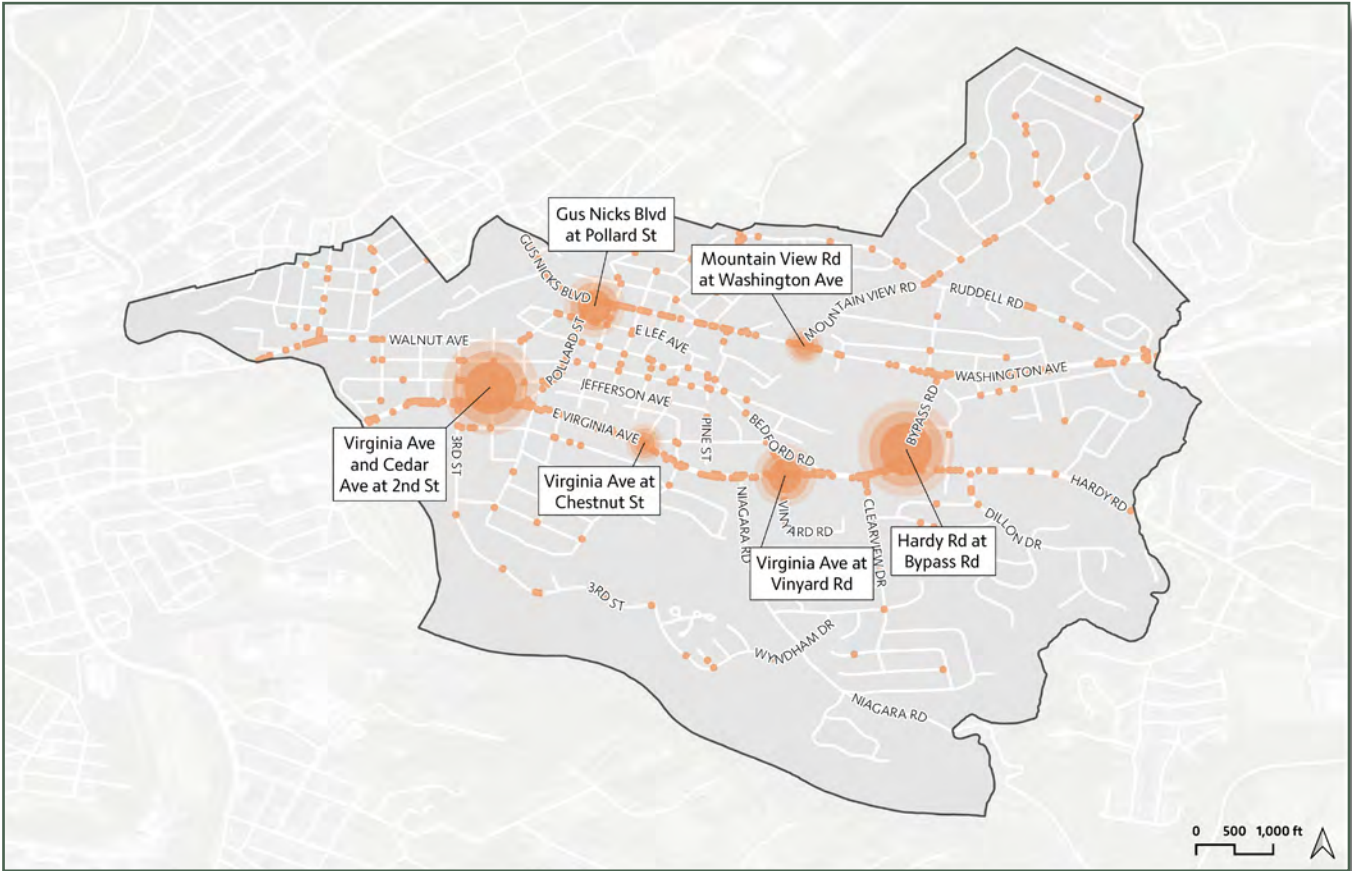 Gus Nicks Blvd
at Pollard St
GUS NICKS BLVD
Mountain View Rd
at Washington Ave
MOUNTAIN VIEW RD
RUDDELL RD
WALNUT AVE
POLLARD ST
E LEE AVE
WASHINGTON AVE
JEFFERSON AVE
BYPASS RD
E VIRGINIA AVE
PINE ST
BEDFORD RD
Virginia Ave
and Cedar
Ave at 2nd St
3RD ST
Virginia Ave at
Chestnut St
NIAGARA RD
VINYARD RD
CLEARVIEW DR
HARDY RD
DILLON DR
Hardy Rd at
Bypass Rd
Virginia Ave at
Vinyard Rd
3RD ST
WYNDHAM DR
NIAGARA RD
0 500 1,000 ft